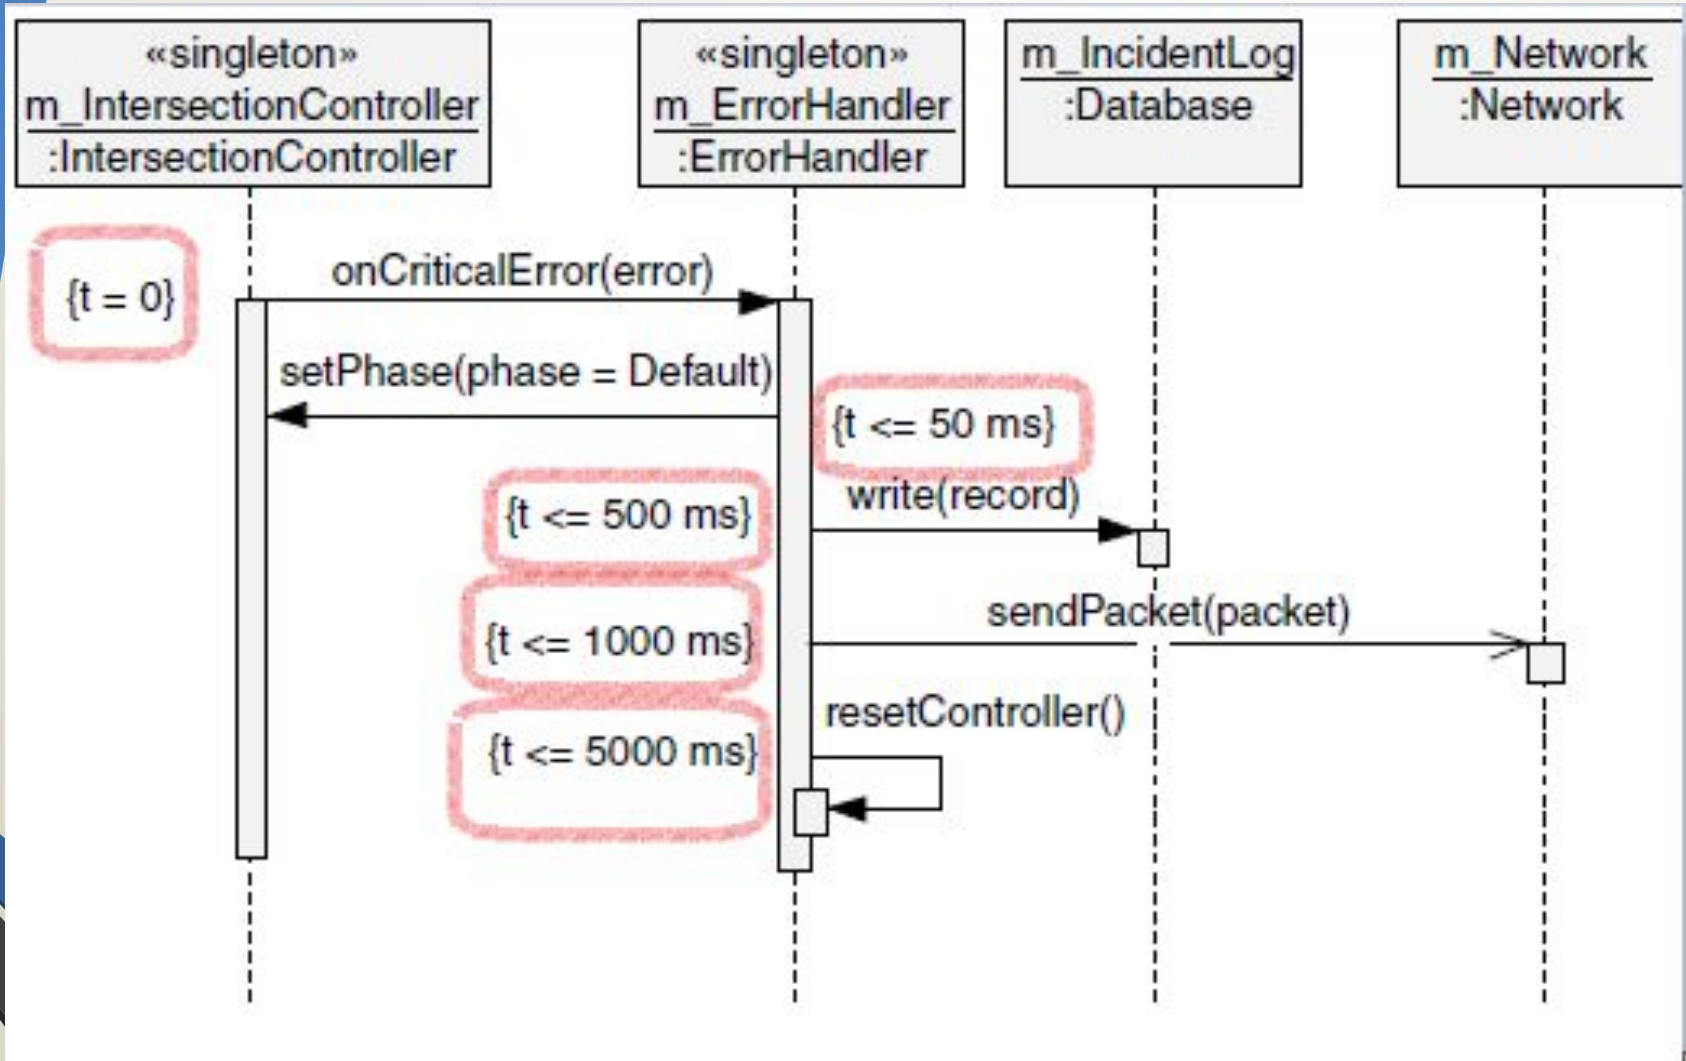 «singleton»
m_IntersectionController
:IntersectionController
«singleton»
m_ErrorHandler
:ErrorHandler
m_IncidentLog
:Database
m_Network
:Network
{t = 0}
onCriticalError(error)
setPhase(phase = Default)
{t <= 50 ms}
{t <= 500 ms}
write(record)
{t <= 1000 ms}
sendPacket(packet)
{t <= 5000 ms}
resetController()